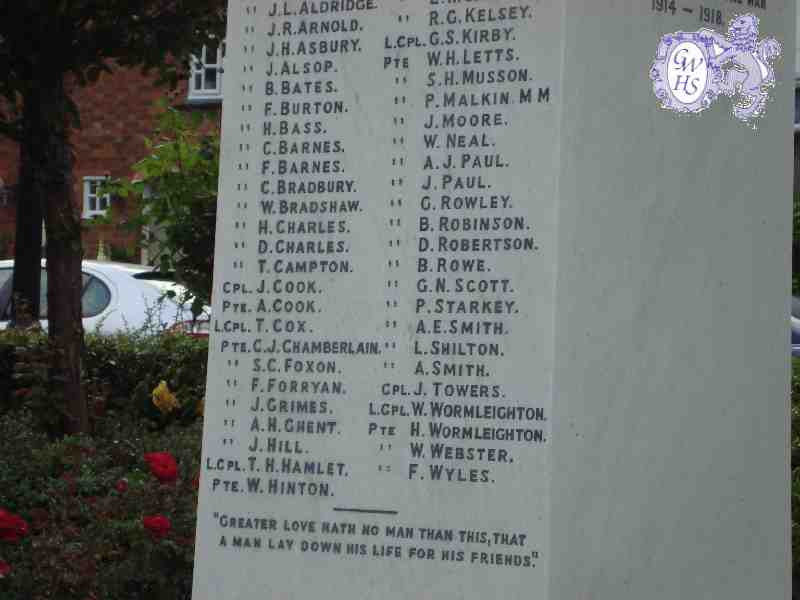 " J.L. ALDRIDGE.
" J.R. ARNOLD.
" J.H. ASBURY.
" J. ALSOP.
" B. BATES.
" F. BURTON.
" H. BASS.
" C. BARNES.
" F. BARNES.
" C. BRADBURY.
" W. BRADSHAW.
" H. CHARLES.
" D. CHARLES.
" T. CAMPTON.
CPL. J. COOK.
PTE. A. COOK.
L.CPL. T. COX.
PTE. C.J. CHAMBERLAIN.
" S.C. FOXON.
" F. FORRYAN.
" J. GRIMES.
" A.H. GHENT.
" J. HILL.
L.CPL. T.H. HAMLET.
PTE. W. HINTON.
" R.G. KELSEY.
L.CPL. G.S. KIRBY.
PTE W.H. LETTS.
" S.H. MUSSON.
" P. MALKIN. M M
" J. MOORE.
" W. NEAL.
" A.J. PAUL.
" J. PAUL.
" G. ROWLEY.
" B. ROBINSON.
" D. ROBERTSON.
" B. ROWE.
" G.N. SCOTT.
" P. STARKEY.
" A.E. SMITH.
" L. SHILTON.
" A. SMITH.
CPL. J. TOWERS.
L.CPL. W. WORMLEIGHTON.
PTE H. WORMLEIGHTON.
" W. WEBSTER.
" F. WYLES.
"GREATER LOVE HATH NO MAN THAN THIS, THAT
A MAN LAY DOWN HIS LIFE FOR HIS FRIENDS."
WAR
1914 — 1918.
GWHS